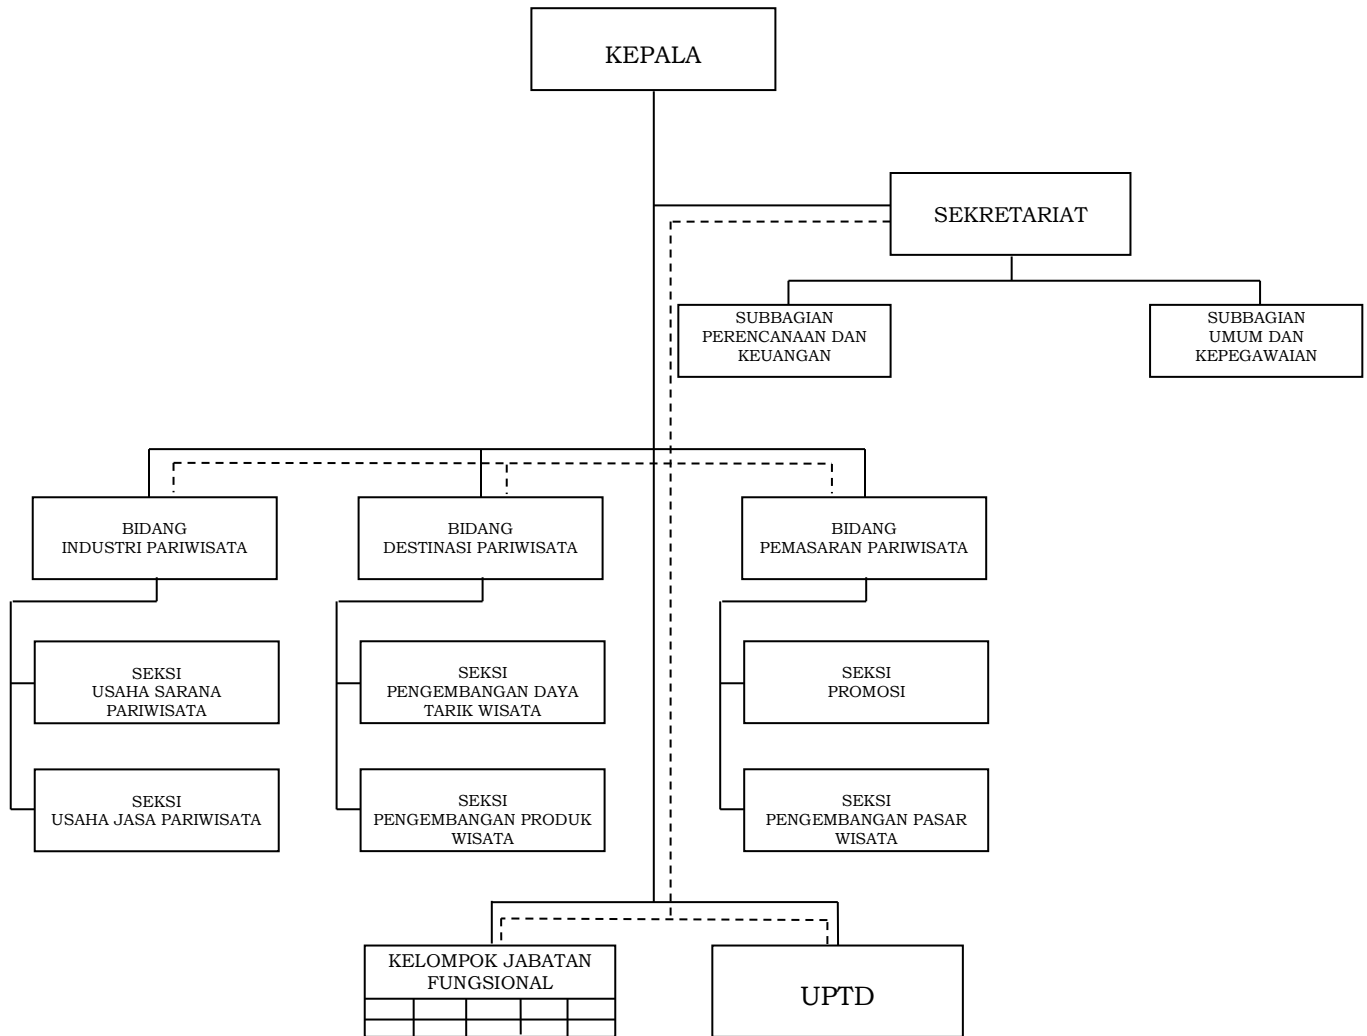 KEPALA
SEKRETARIAT
SUBBAGIAN
PERENCANAAN DAN
KEUANGAN
SUBBAGIAN
UMUM DAN
KEPEGAWAIAN
BIDANG
INDUSTRI PARIWISATA
BIDANG
DESTINASI PARIWISATA
BIDANG
PEMASARAN PARIWISATA
SEKSI
USAHA SARANA
PARIWISATA
SEKSI
PENGEMBANGAN DAYA
TARIK WISATA
SEKSI
PROMOSI
SEKSI
USAHA JASA PARIWISATA
SEKSI
PENGEMBANGAN PRODUK
WISATA
SEKSI
PENGEMBANGAN PASAR
WISATA
KELOMPOK JABATAN
FUNGSIONAL
UPTD